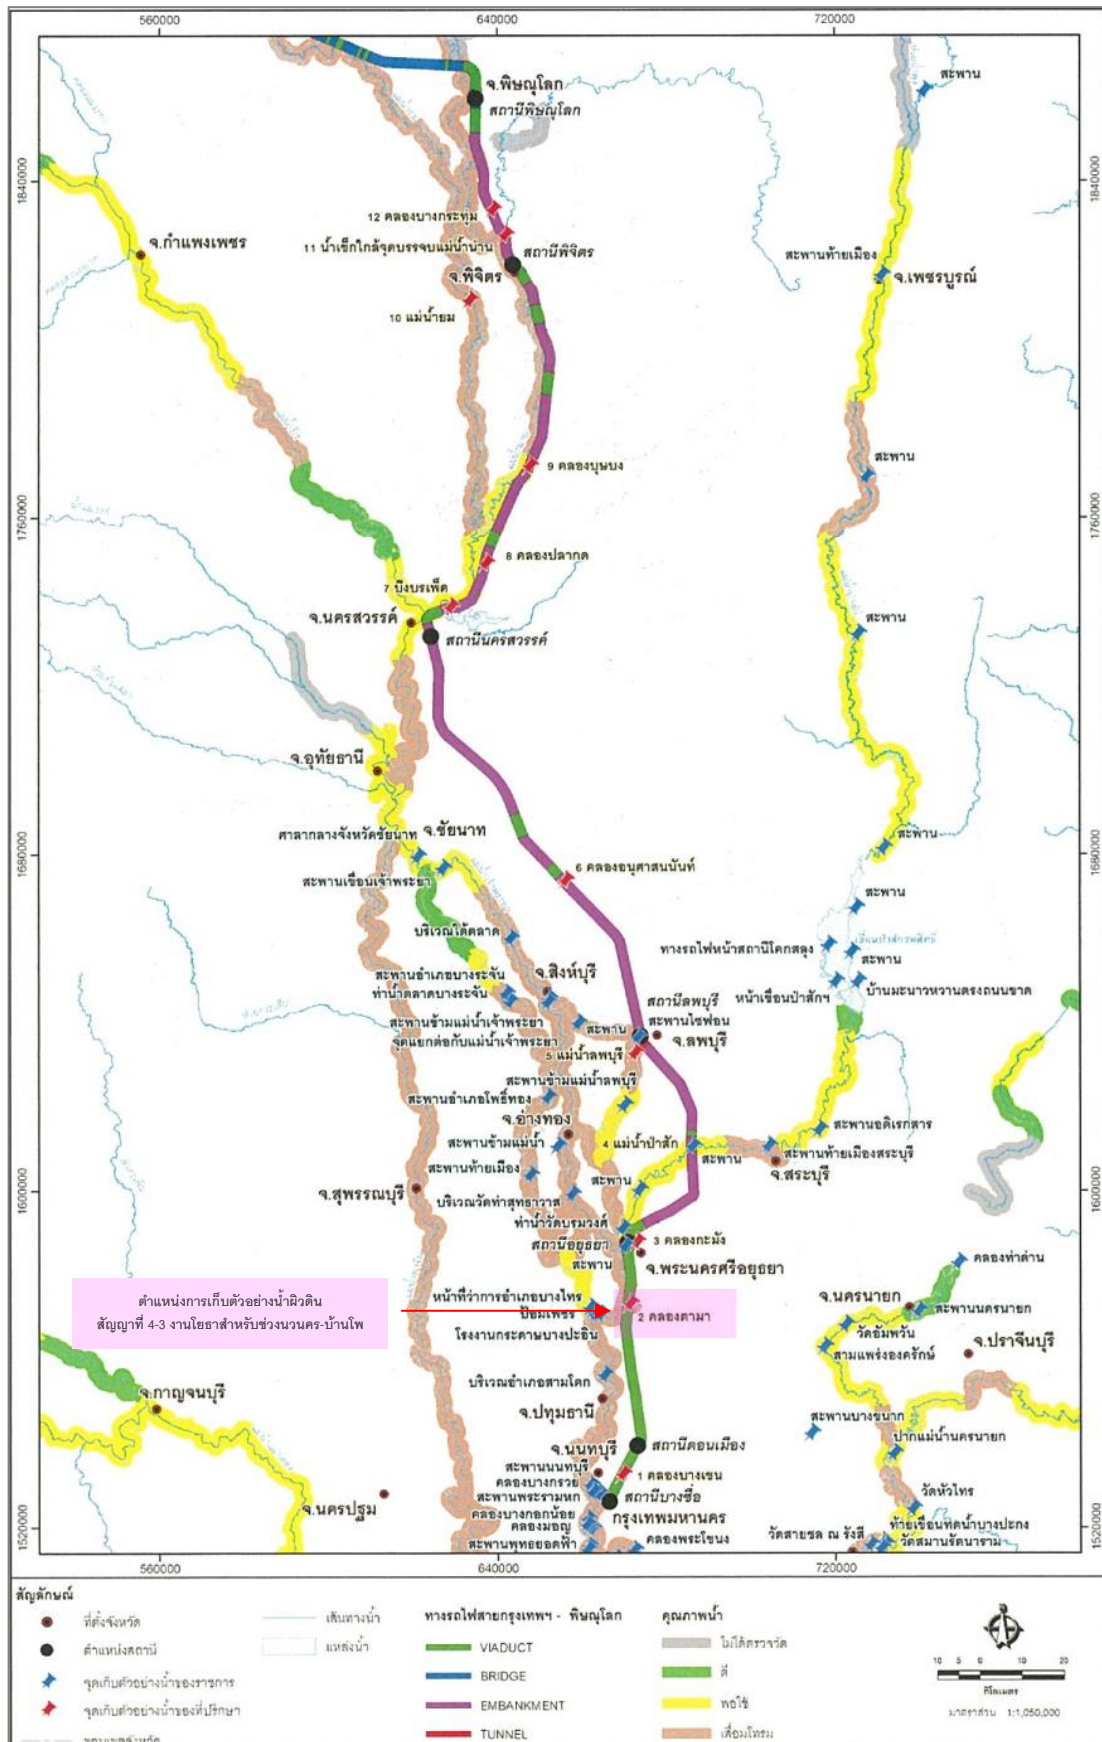 560000 640000 720000
สะพาน
จ.พิษณุโลก
สถานีพิษณุโลก
1840000 1840000
12 คลองบางกระทุ่ม
จ.กำแพงเพชร
11 น้ำเข็กใกล้จุดบรรจบแม่น้ำน่าน
สถานีพิจิตร
สะพานท้ายเมือง
จ.พิจิตร
จ.เพชรบูรณ์
10 แม่น้ำยม
9 คลองบุษบง
สะพาน
1760000 1760000
8 คลองปลากด
7 บึงบรเพ็ด
จ.นครสวรรค์
สถานีนครสวรรค์
สะพาน
จ.อุทัยธานี
ศาลากลางจังหวัดชัยนาท
จ.ชัยนาท
สะพาน
1680000 1680000
สะพานเขื่อนเจ้าพระยา
6 คลองอนุศาสนนันท์
สะพาน
บริเวณใต้ตลาด
ทางรถไฟหน้าสถานีโคกสลุง
เขื่อนป่าสักชลสิทธิ์
สะพาน
สะพานอำเภอบางระจัน
ท่าน้ำตลาดบางระจัน
จ.สิงห์บุรี
หน้าเขื่อนป่าสักฯ
บ้านมะนาวหวานตรงถนนขาด
สถานีลพบุรี
สะพานข้ามแม่น้ำเจ้าพระยา
สะพาน
สะพานไซฟอน
จุดแยกต่อกับแม่น้ำเจ้าพระยา
จ.ลพบุรี
5 แม่น้ำลพบุรี
สะพานข้ามแม่น้ำลพบุรี
สะพานอำเภอโพธิ์ทอง
จ.อ่างทอง
สะพานอดิเรกสาร
สะพานข้ามแม่น้ำ
4 แม่น้ำป่าสัก
สะพาน
สะพานท้ายเมืองสระบุรี
สะพานท้ายเมือง
จ.สระบุรี
จ.สุพรรณบุรี
สะพาน
1600000 1600000
บริเวณวัดท่าสุทธาวาส
ท่าน้ำวัดบรมวงศ์
สถานีอยุธยา
3 คลองกะมัง
สะพาน
จ.พระนครศรีอยุธยา
คลองท่าด่าน
ตำแหน่งการเก็บตัวอย่างน้ำผิวดิน
สัญญาที่ 4-3 งานโยธาสำหรับช่วงนวนคร-บ้านโพ
หน้าที่ว่าการอำเภอบางไทร
ป้อมเพชร
2 คลองตามา
จ.นครนายก
สะพานนครนายก
โรงงานกระดาษบางปะอิน
วัดอัมพวัน
สามแพร่งองครักษ์
จ.ปราจีนบุรี
บริเวณอำเภอสามโคก
จ.กาญจนบุรี
จ.ปทุมธานี
สะพานบางขนาก
ปากแม่น้ำนครนายก
จ.นนทบุรี
สถานีดอนเมือง
สะพานนนทบุรี
1 คลองบางเขน
คลองบางกรวย
จ.นครปฐม
สะพานพระรามหก
สถานีบางซื่อ
วัดหัวไทร
คลองบางกอกน้อย
กรุงเทพมหานคร
1520000 1520000
คลองมอญ
ท้ายเขื่อนทดน้ำบางปะกง
สะพานพุทธยอดฟ้า
คลองพระโขนง
วัดสายชล ณ รังสี
วัดสมานรัตนาราม
560000 640000 720000
สัญลักษณ์
ที่ตั้งจังหวัด
ตำแหน่งสถานี
จุดเก็บตัวอย่างน้ำของราชการ
จุดเก็บตัวอย่างน้ำของที่ปรึกษา
ขอบเขตจังหวัด
เส้นทางน้ำ
แหล่งน้ำ
ทางรถไฟสายกรุงเทพฯ - พิษณุโลก
VIADUCT
BRIDGE
EMBANKMENT
TUNNEL
คุณภาพน้ำ
ไม่ได้ตรวจวัด
ดี
พอใช้
เสื่อมโทรม
10 5 0 10 20
กิโลเมตร
มาตราส่วน 1:1,050,000